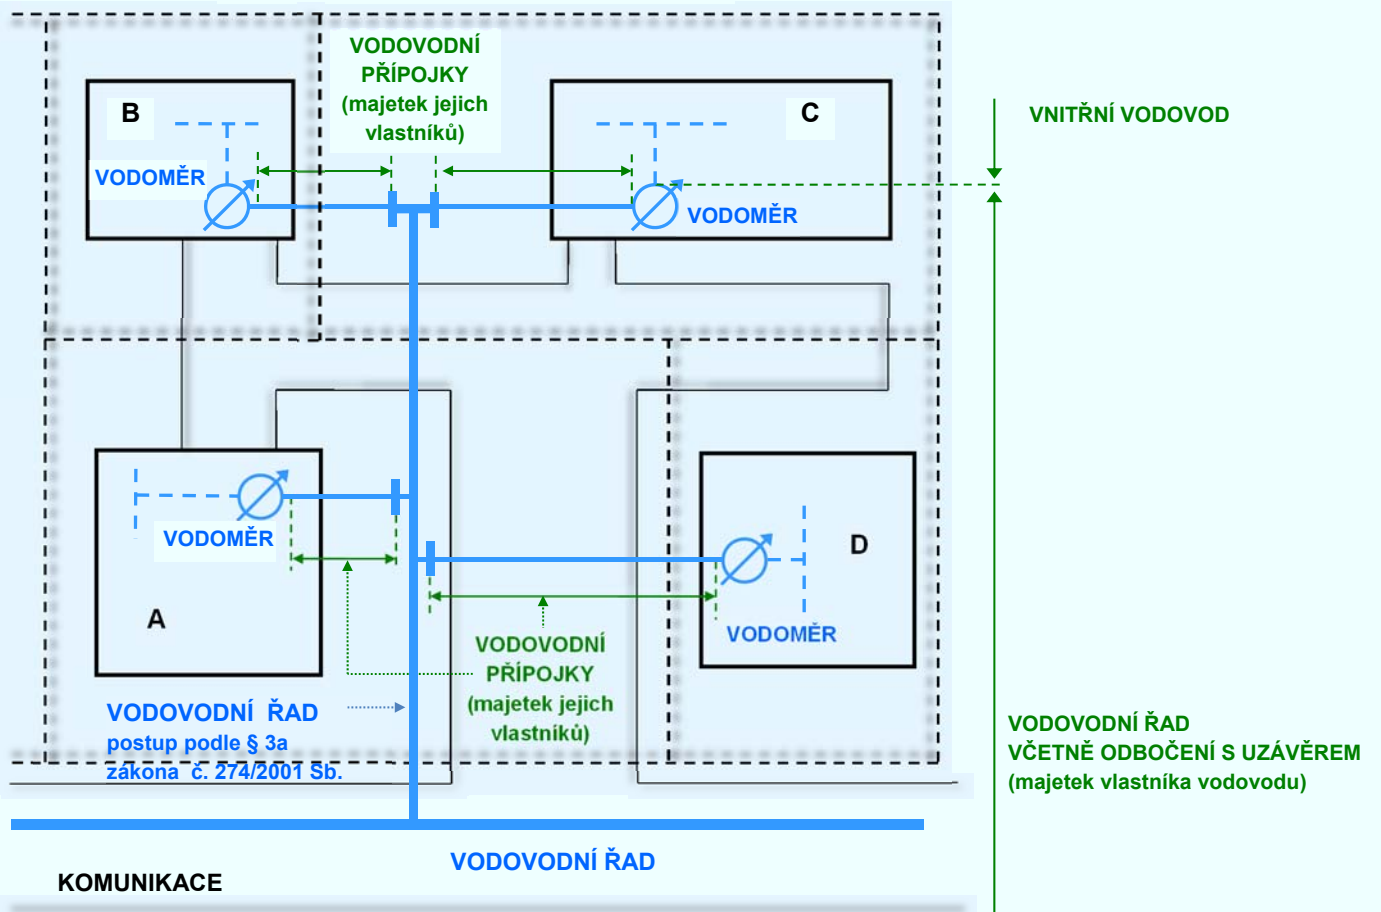 VODOVODNÍ
PŘÍPOJKY
(majetek jejich
vlastníků)
B
C
VNITŘNÍ VODOVOD
VODOMĚR
VODOMĚR
VODOMĚR
D
A
VODOMĚR
VODOVODNÍ
PŘÍPOJKY
(majetek jejich
vlastníků)
VODOVODNÍ ŘAD
postup podle § 3a
zákona č. 274/2001 Sb.
VODOVODNÍ ŘAD
VČETNĚ ODBOČENÍ S UZÁVĚREM
(majetek vlastníka vodovodu)
VODOVODNÍ ŘAD
KOMUNIKACE